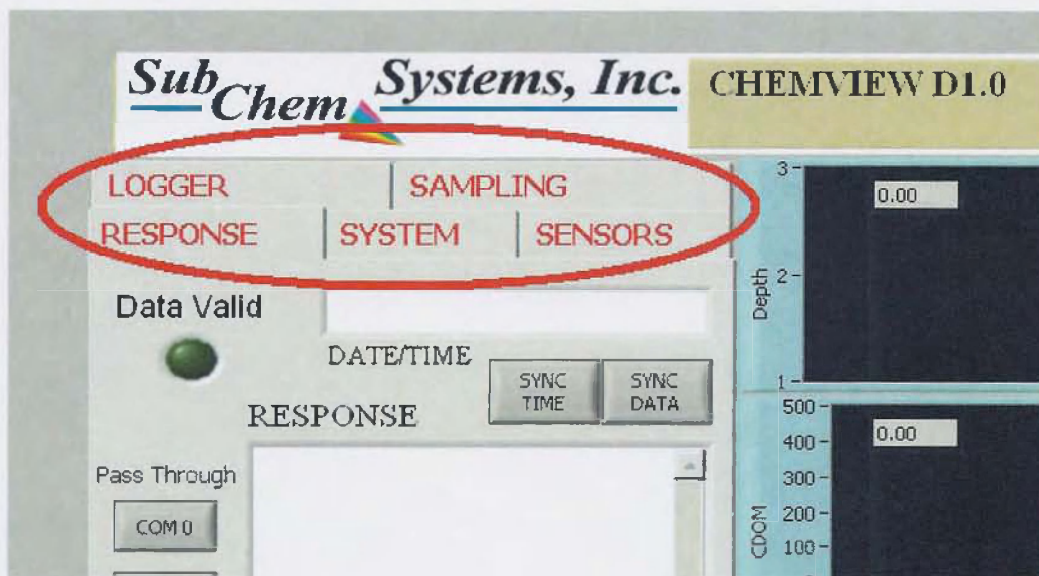 SubChem Systems, Inc. CHEMVIEW D1.0
LOGGER SAMPLING
RESPONSE SYSTEM SENSORS
Data Valid
DATE/TIME
SYNC TIME
SYNC DATA
RESPONSE
Pass Through
COM 0
3
0.00
2
Depth
1
500
0.00
400
300
200
100
CDOM